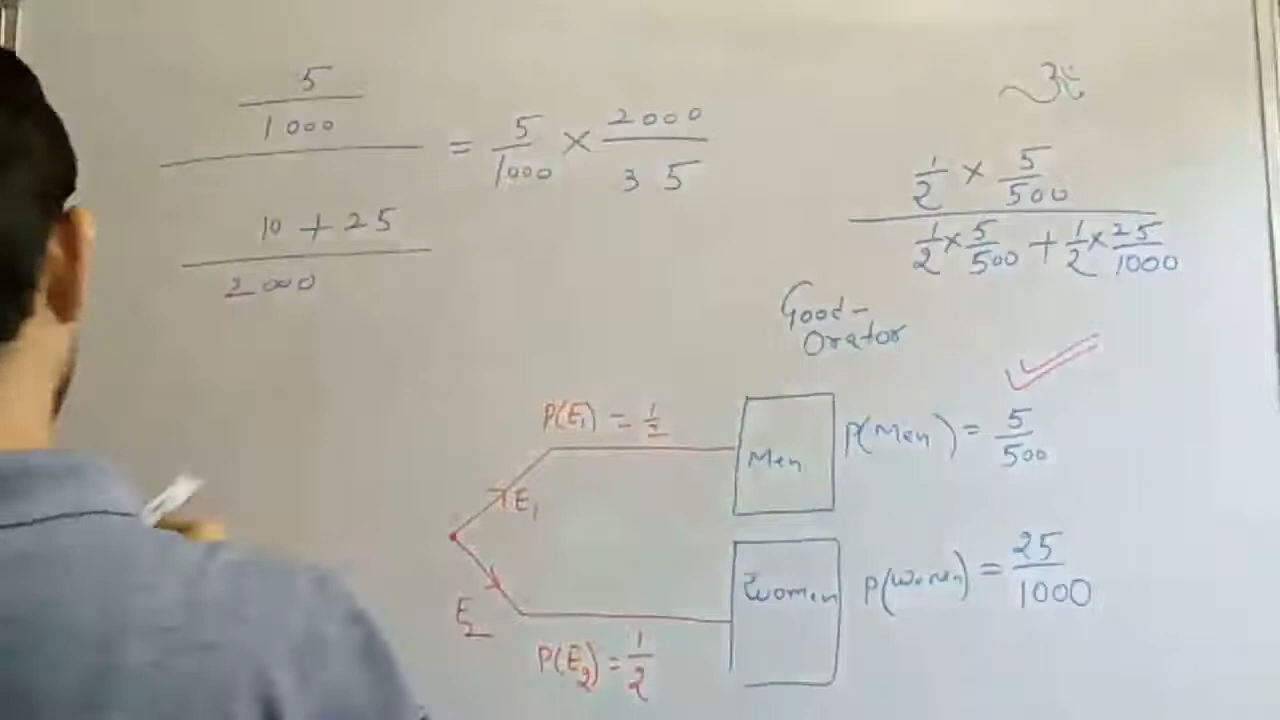 5
1000
10 + 25
2000
= 5/1000 × 2000/35
1/2 × 5/500
1/2 × 5/500 + 1/2 × 25/1000
Good-
Orator
P(E₁) = 1/2
E₁
Men
P(Men) = 5/500
E₂
P(E₂) = 1/2
Women
P(Women) = 25/1000